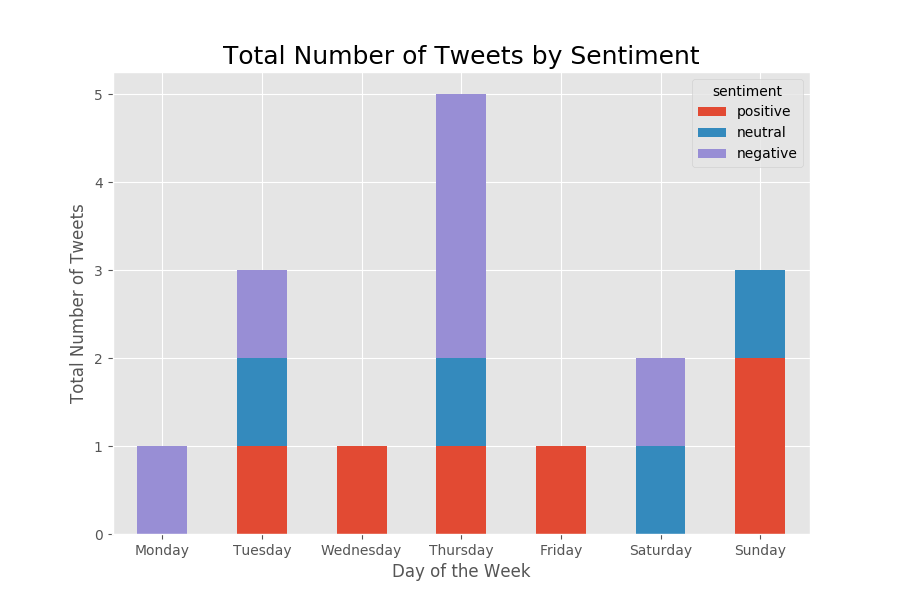 Total Number of Tweets by Sentiment
sentiment
positive
neutral
negative
Total Number of Tweets
5
4
3
2
1
0
Monday Tuesday Wednesday Thursday Friday Saturday Sunday
Day of the Week